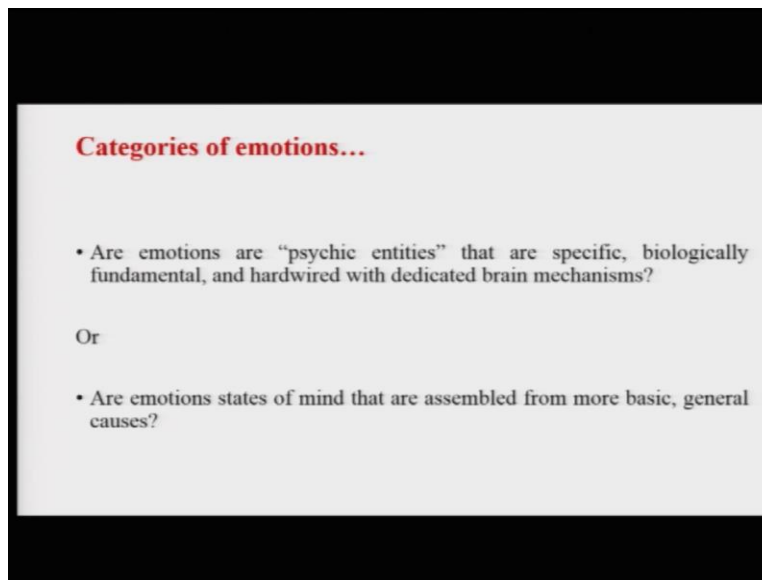 Categories of emotions...
• Are emotions are “psychic entities” that are specific, biologically
fundamental, and hardwired with dedicated brain mechanisms?
Or
• Are emotions states of mind that are assembled from more basic, general
causes?